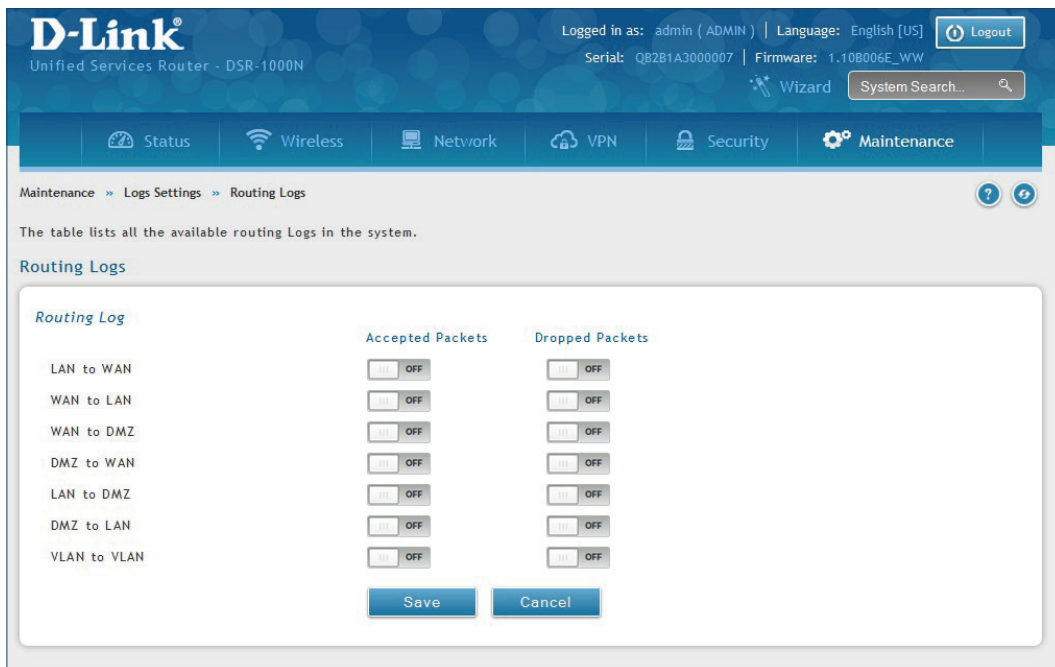 D-Link®
Unified Services Router - DSR-1000N
Logged in as: admin ( ADMIN ) | Language: English [US]
Logout
Serial: QB2B1A3000007 | Firmware: 1.10B006E_WW
Wizard
System Search...
Status Wireless Network VPN Security Maintenance
Maintenance » Logs Settings » Routing Logs
?
The table lists all the available routing Logs in the system.
Routing Logs
Routing Log
Accepted Packets Dropped Packets
LAN to WAN OFF OFF
WAN to LAN OFF OFF
WAN to DMZ OFF OFF
DMZ to WAN OFF OFF
LAN to DMZ OFF OFF
DMZ to LAN OFF OFF
VLAN to VLAN OFF OFF
Save Cancel